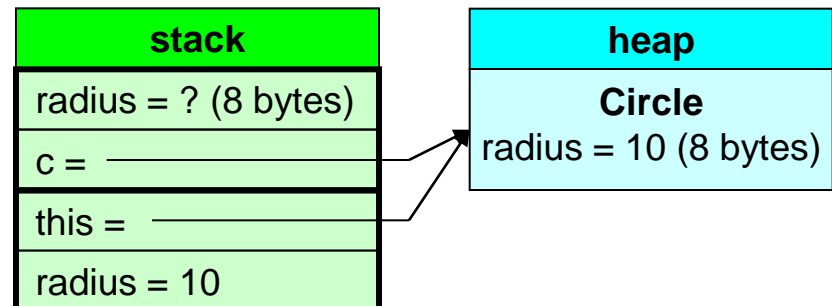 stack
radius = ? (8 bytes)
c =
this =
radius = 10
heap
Circle
radius = 10 (8 bytes)